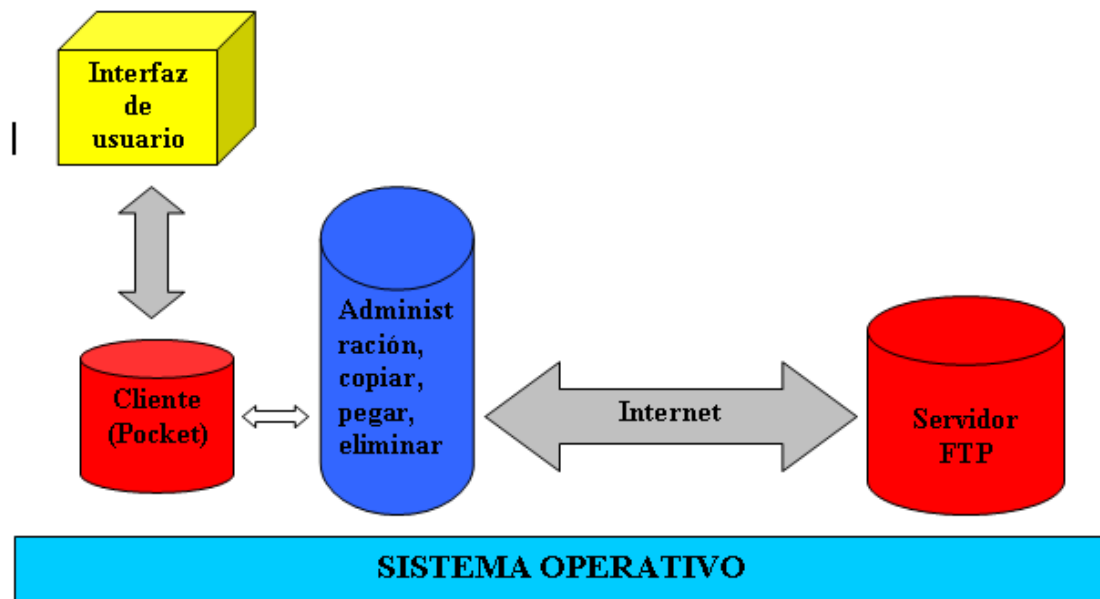 Interfaz
de
usuario
Administ
ración,
copiar,
pegar,
eliminar
Cliente
(Pocket)
Internet
Servidor
FTP
SISTEMA OPERATIVO